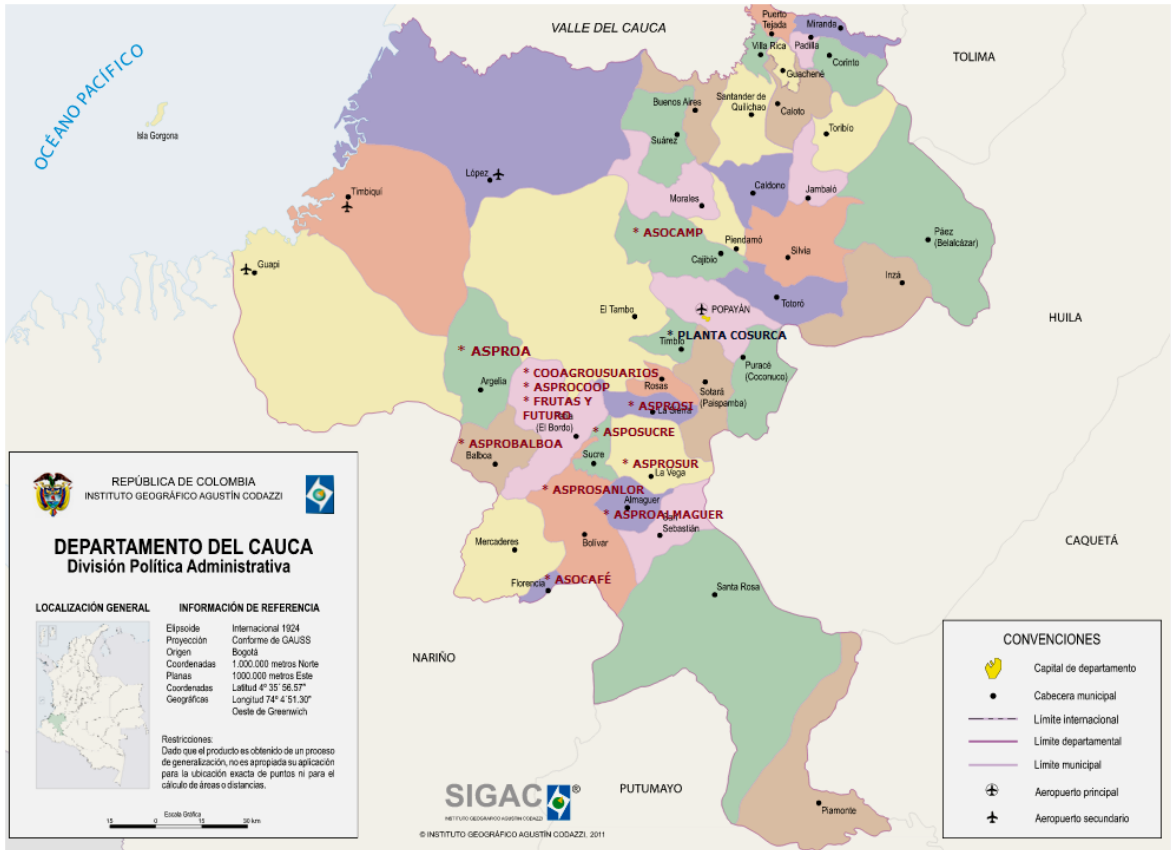 VALLE DEL CAUCA
TOLIMA
HUILA
CAQUETÁ
PUTUMAYO
NARIÑO
OCÉANO PACÍFICO
Isla Gorgona
Puerto
Tejada
Miranda
Villa Rica
Padilla
Corinto
Guachené
Buenos Aires
Santander de
Quilichao
Caloto
Toribío
Suárez
López
Timbiquí
Morales
Caldono
Jambaló
* ASOCAMP
Piendamó
Cajibío
Silvia
Páez
(Belalcázar)
Inzá
Guapi
Totoró
El Tambo
POPAYÁN
* PLANTA COSURCA
Timbío
* ASPROA
Puracé
(Coconuco)
* COOAGROUSUARIOS
* ASPROCOOP
* FRUTAS Y
FUTURO
Argelia
Rosas
Sotará
(Paispamba)
* ASPROSI
La Sierra
(El Bordo)
* ASPOSUCRE
* ASPROBALBOA
Balboa
Sucre
* ASPROSUR
La Vega
* ASPROSANLOR
Almaguer
* ASPROALMAGUER
San
Sebastián
Mercaderes
Bolívar
* ASOCAFÉ
Florencia
Santa Rosa
Piamonte
REPÚBLICA DE COLOMBIA
INSTITUTO GEOGRÁFICO AGUSTÍN CODAZZI
DEPARTAMENTO DEL CAUCA
División Política Administrativa
LOCALIZACIÓN GENERAL
INFORMACIÓN DE REFERENCIA
Elipsoide Internacional 1924
Proyección Conforme de GAUSS
Origen Bogotá
Coordenadas 1.000.000 metros Norte
Planas 1000.000 metros Este
Coordenadas Latitud 4º 35´ 56.57"
Geográficas Longitud 74º 4´51.30"
Oeste de Greenwich
Restricciones:
Dado que el producto es obtenido de un proceso
de generalización, no es apropiada su aplicación
para la ubicación exacta de puntos ni para el
cálculo de áreas o distancias.
Escala Gráfica
15 0 15 30 km
SIGAC ®
INSTITUTO GEOGRÁFICO AGUSTÍN CODAZZI
© INSTITUTO GEOGRÁFICO AGUSTÍN CODAZZI, 2011
CONVENCIONES
Capital de departamento
Cabecera municipal
Límite internacional
Límite departamental
Límite municipal
Aeropuerto principal
Aeropuerto secundario